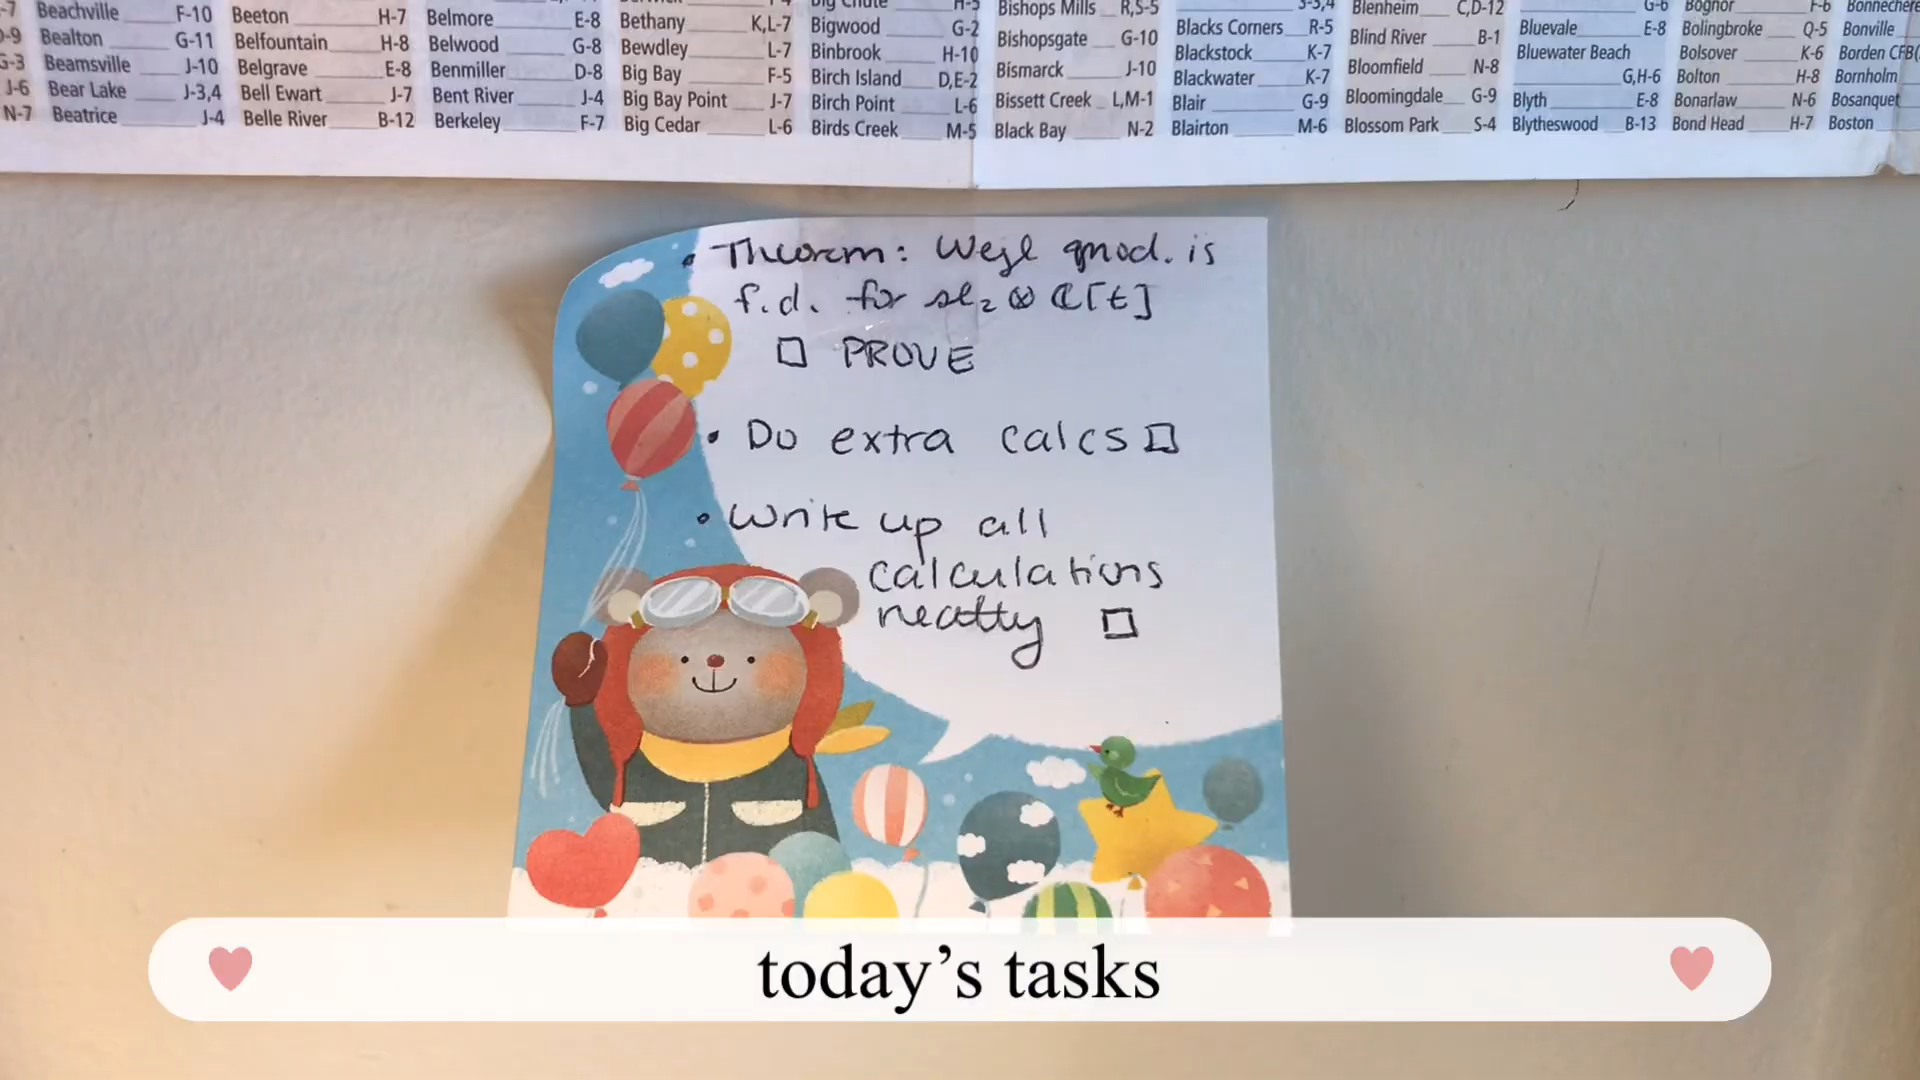 Beachville F-10
Bealton G-11
Beamsville J-10
Bear Lake J-3,4
Beatrice J-4
Beeton H-7
Belfountain H-8
Belgrave E-8
Bell Ewart J-7
Belle River B-12
Belmore E-8
Belwood G-8
Benmiller D-8
Bent River J-4
Berkeley F-7
Bethany K,L-7
Bewdley L-7
Big Bay F-5
Big Bay Point J-7
Big Cedar L-6
Bigwood G-2
Binbrook H-10
Birch Island D,E-2
Birch Point L-6
Birds Creek M-5
Bishops Mills R,S-5
Bishopsgate G-10
Bismarck J-10
Bissett Creek L,M-1
Black Bay N-2
Blacks Corners R-5
Blackstock K-7
Blackwater K-7
Blair G-9
Blairton M-6
Blenheim C,D-12
Blind River B-1
Bloomfield N-8
Bloomingdale G-9
Blossom Park S-4
Bluevale E-8
Bluewater Beach
G,H-6
Blyth E-8
Blytheswood B-13
Bognor F-6
Bolingbroke Q-5
Bolsover K-6
Bolton H-8
Bonarlaw N-6
Bond Head H-7
Bonville
Borden CFB
Bornholm
Bosanquet
Boston
• Theorem: Weyl mod. is
f.d. for sl₂ ⊗ C[t]
□ PROVE
• Do extra calcs □
• Write up all
calculations
neatly □
today's tasks